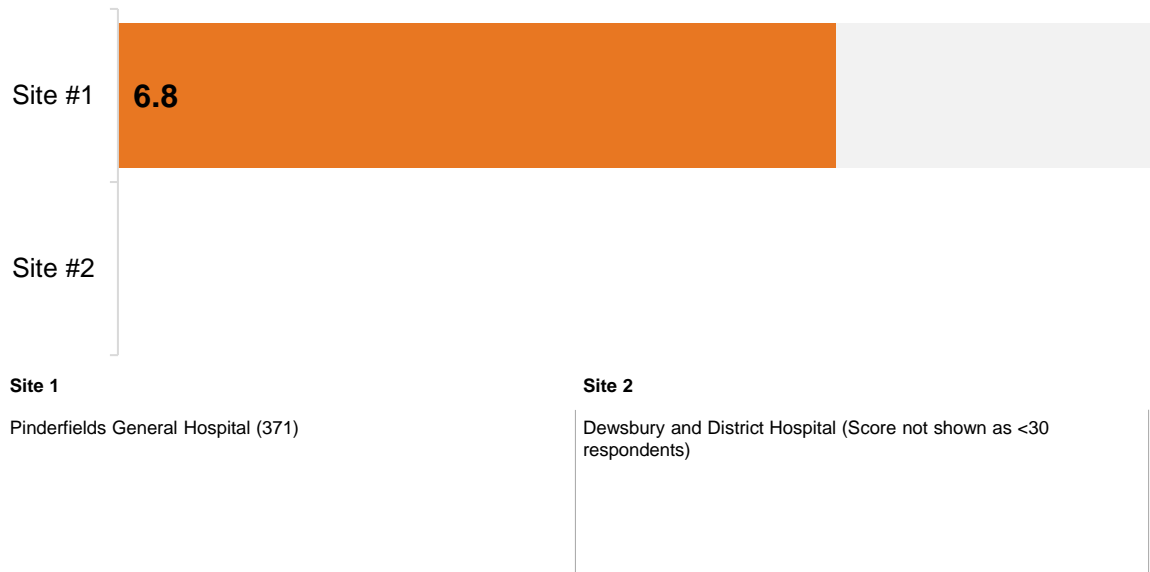 Site #1
6.8
Site #2
Site 1
Site 2
Pinderfields General Hospital (371)
Dewsbury and District Hospital (Score not shown as <30
respondents)